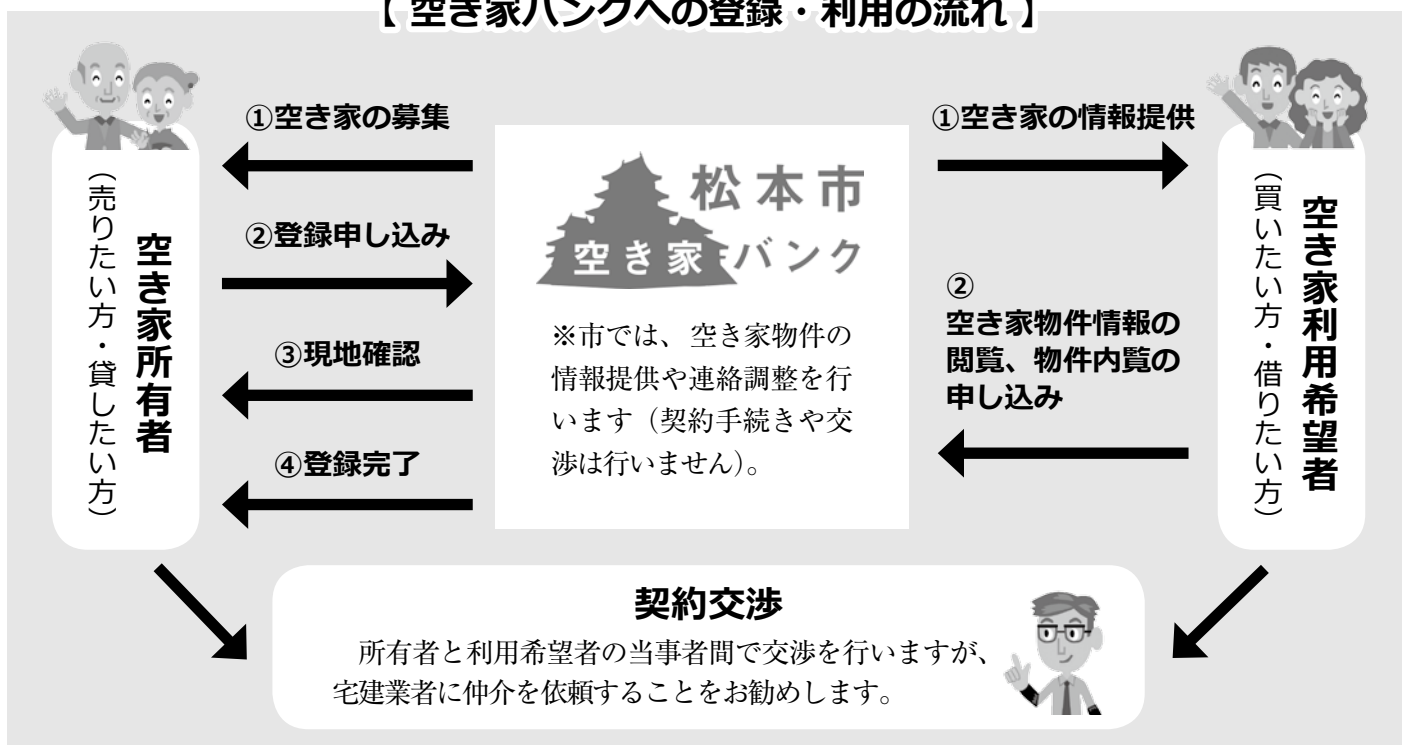 【 空き家バンクへの登録・利用の流れ 】
①空き家の募集
②登録申し込み
③現地確認
④登録完了
空き家所有者
（売りたい方・貸したい方）
松本市
空き家バンク
※市では、空き家物件の
情報提供や連絡調整を行
います（契約手続きや交
渉は行いません）。
①空き家の情報提供
②
空き家物件情報の
閲覧、物件内覧の
申し込み
空き家利用希望者
（買いたい方・借りたい方）
契約交渉
所有者と利用希望者の当事者間で交渉を行いますが、
宅建業者に仲介を依頼することをお勧めします。